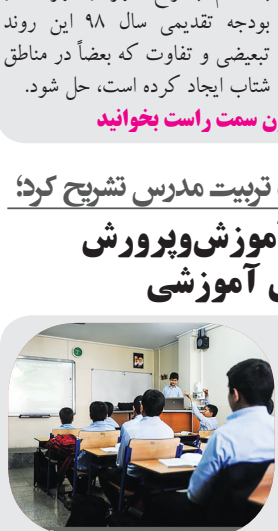 بودجه تقدیمی سال ۹۸ این روند
تبعیضی و تفاوت که بعضاً در مناطق
شتاب ایجاد کرده است، حل شود.
ن سمت راست بخوانید
تربیت مدرس تشریح کرد؛
آموزش‌وپرورش
آموزشی